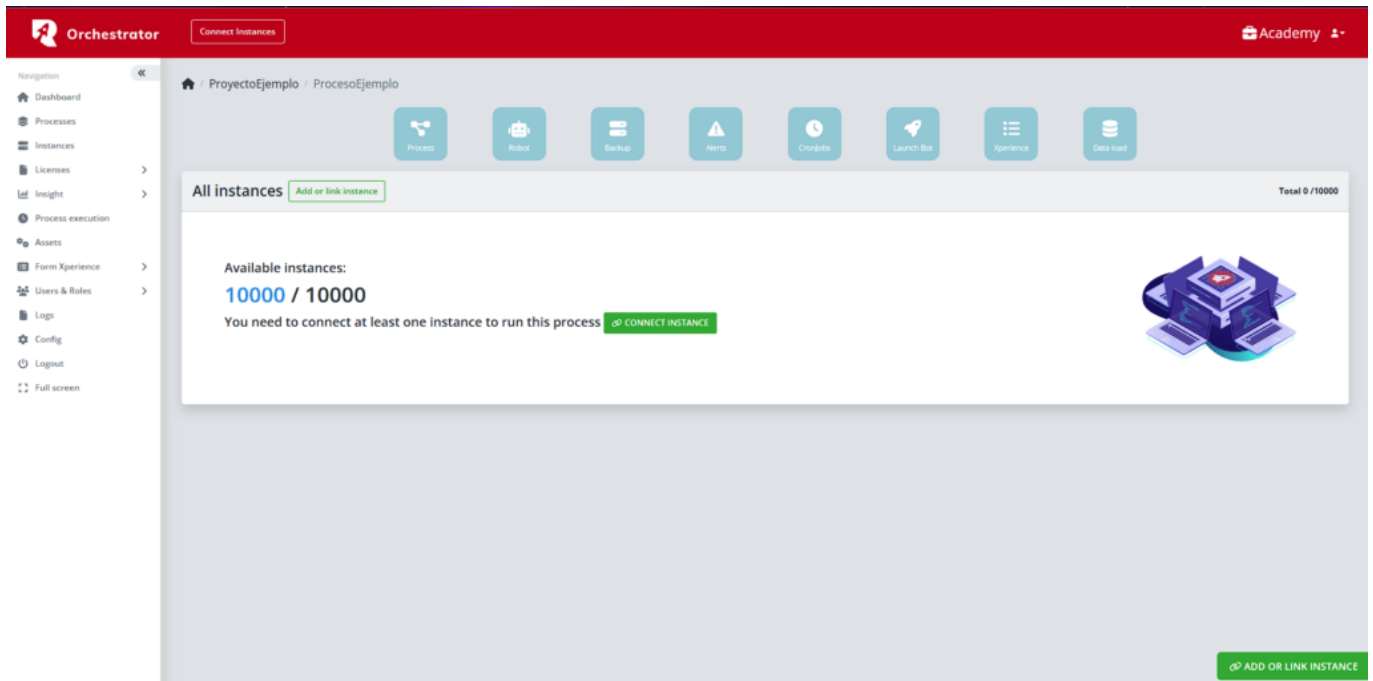 Orchestrator
Connect Instances
Academy
Navigation
Dashboard
Processes
Instances
Licenses
Insight
Process execution
Assets
Form Xperience
Users & Roles
Logs
Config
Logout
Full screen
/ ProyectoEjemplo / ProcesoEjemplo
Process
Robot
Backup
Alerts
Cronjobs
Launch Bot
Xperience
Data load
All instances Add or link instance
Total 0 /10000
Available instances:
10000 / 10000
You need to connect at least one instance to run this process CONNECT INSTANCE
ADD OR LINK INSTANCE